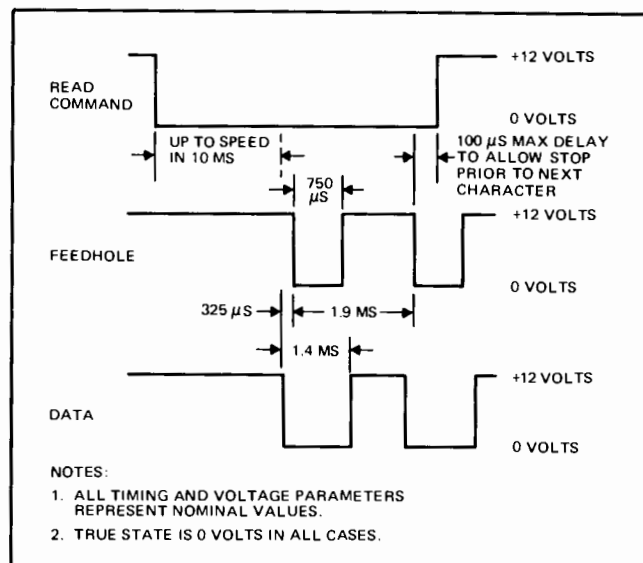 +12 VOLTS
READ
COMMAND
0 VOLTS
UP TO SPEED
IN 10 MS
100 µS MAX DELAY
TO ALLOW STOP
PRIOR TO NEXT
CHARACTER
750
µS
+12 VOLTS
FEEDHOLE
0 VOLTS
325 µS
1.9 MS
1.4 MS
+12 VOLTS
DATA
0 VOLTS
NOTES:
1. ALL TIMING AND VOLTAGE PARAMETERS
REPRESENT NOMINAL VALUES.
2. TRUE STATE IS 0 VOLTS IN ALL CASES.